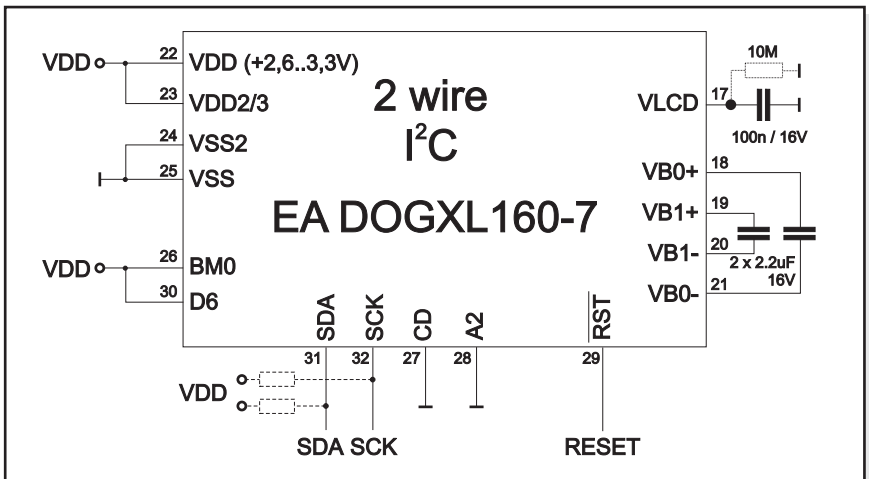 VDD
22
VDD (+2,6..3,3V)
23
VDD2/3
24
VSS2
25
VSS
VDD
26
BM0
30
D6
2 wire
I²C
EA DOGXL160-7
VLCD
17
10M
100n / 16V
VB0+
18
VB1+
19
VB1-
20
2 x 2.2uF
16V
VB0-
21
SDA
SCK
CD
A2
RST
31
32
27
28
29
VDD
SDA SCK
RESET